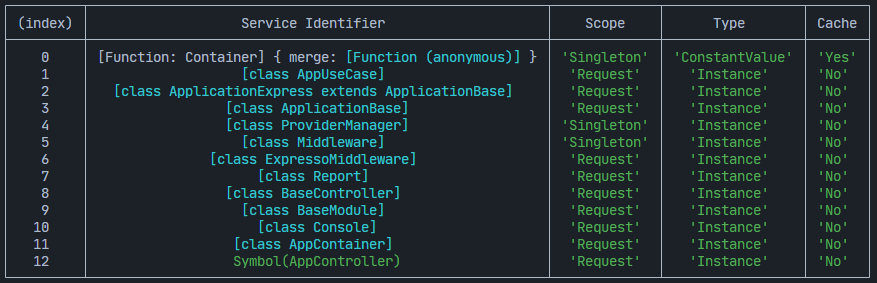 (index) Service Identifier Scope Type Cache
0 [Function: Container] { merge: [Function (anonymous)] } 'Singleton' 'ConstantValue' 'Yes'
1 [class AppUseCase] 'Request' 'Instance' 'No'
2 [class ApplicationExpress extends ApplicationBase] 'Request' 'Instance' 'No'
3 [class ApplicationBase] 'Request' 'Instance' 'No'
4 [class ProviderManager] 'Singleton' 'Instance' 'No'
5 [class Middleware] 'Singleton' 'Instance' 'No'
6 [class ExpressoMiddleware] 'Request' 'Instance' 'No'
7 [class Report] 'Request' 'Instance' 'No'
8 [class BaseController] 'Request' 'Instance' 'No'
9 [class BaseModule] 'Request' 'Instance' 'No'
10 [class Console] 'Request' 'Instance' 'No'
11 [class AppContainer] 'Request' 'Instance' 'No'
12 Symbol(AppController) 'Request' 'Instance' 'No'